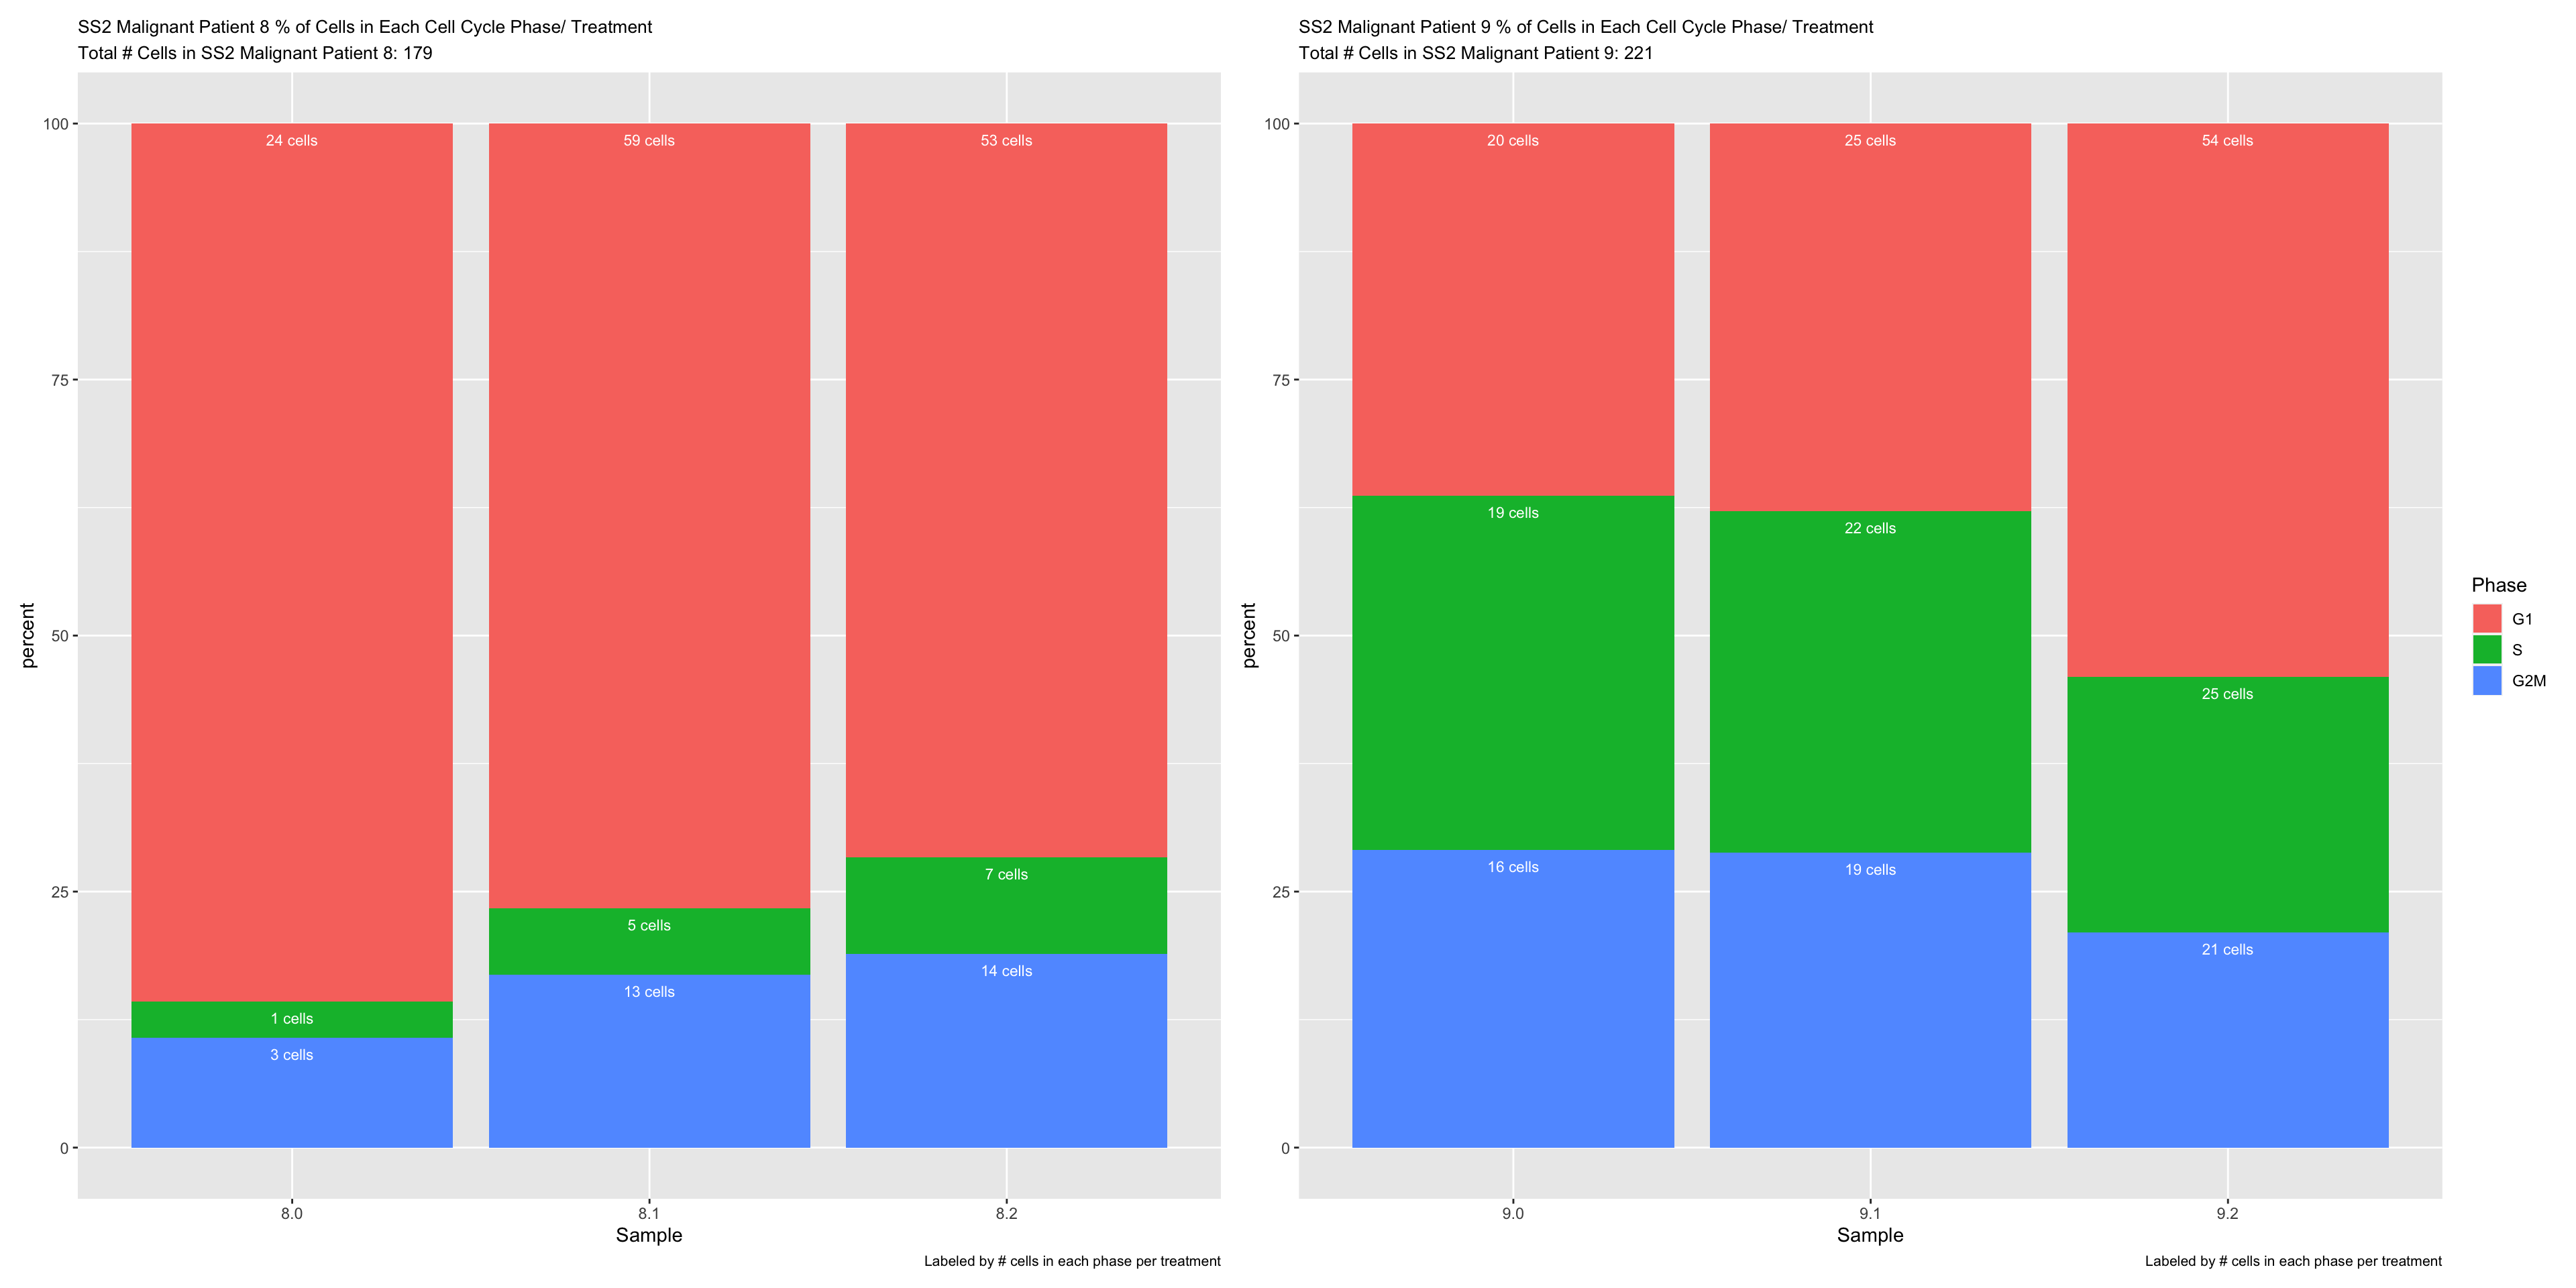 SS2 Malignant Patient 8 % of Cells in Each Cell Cycle Phase/ Treatment
Total # Cells in SS2 Malignant Patient 8: 179
100
75
50
25
0
percent
24 cells
1 cells
3 cells
59 cells
5 cells
13 cells
53 cells
7 cells
14 cells
8.0
8.1
8.2
Sample
Labeled by # cells in each phase per treatment
SS2 Malignant Patient 9 % of Cells in Each Cell Cycle Phase/ Treatment
Total # Cells in SS2 Malignant Patient 9: 221
100
75
50
25
0
percent
20 cells
19 cells
16 cells
25 cells
22 cells
19 cells
54 cells
25 cells
21 cells
9.0
9.1
9.2
Sample
Labeled by # cells in each phase per treatment
Phase
G1
S
G2M